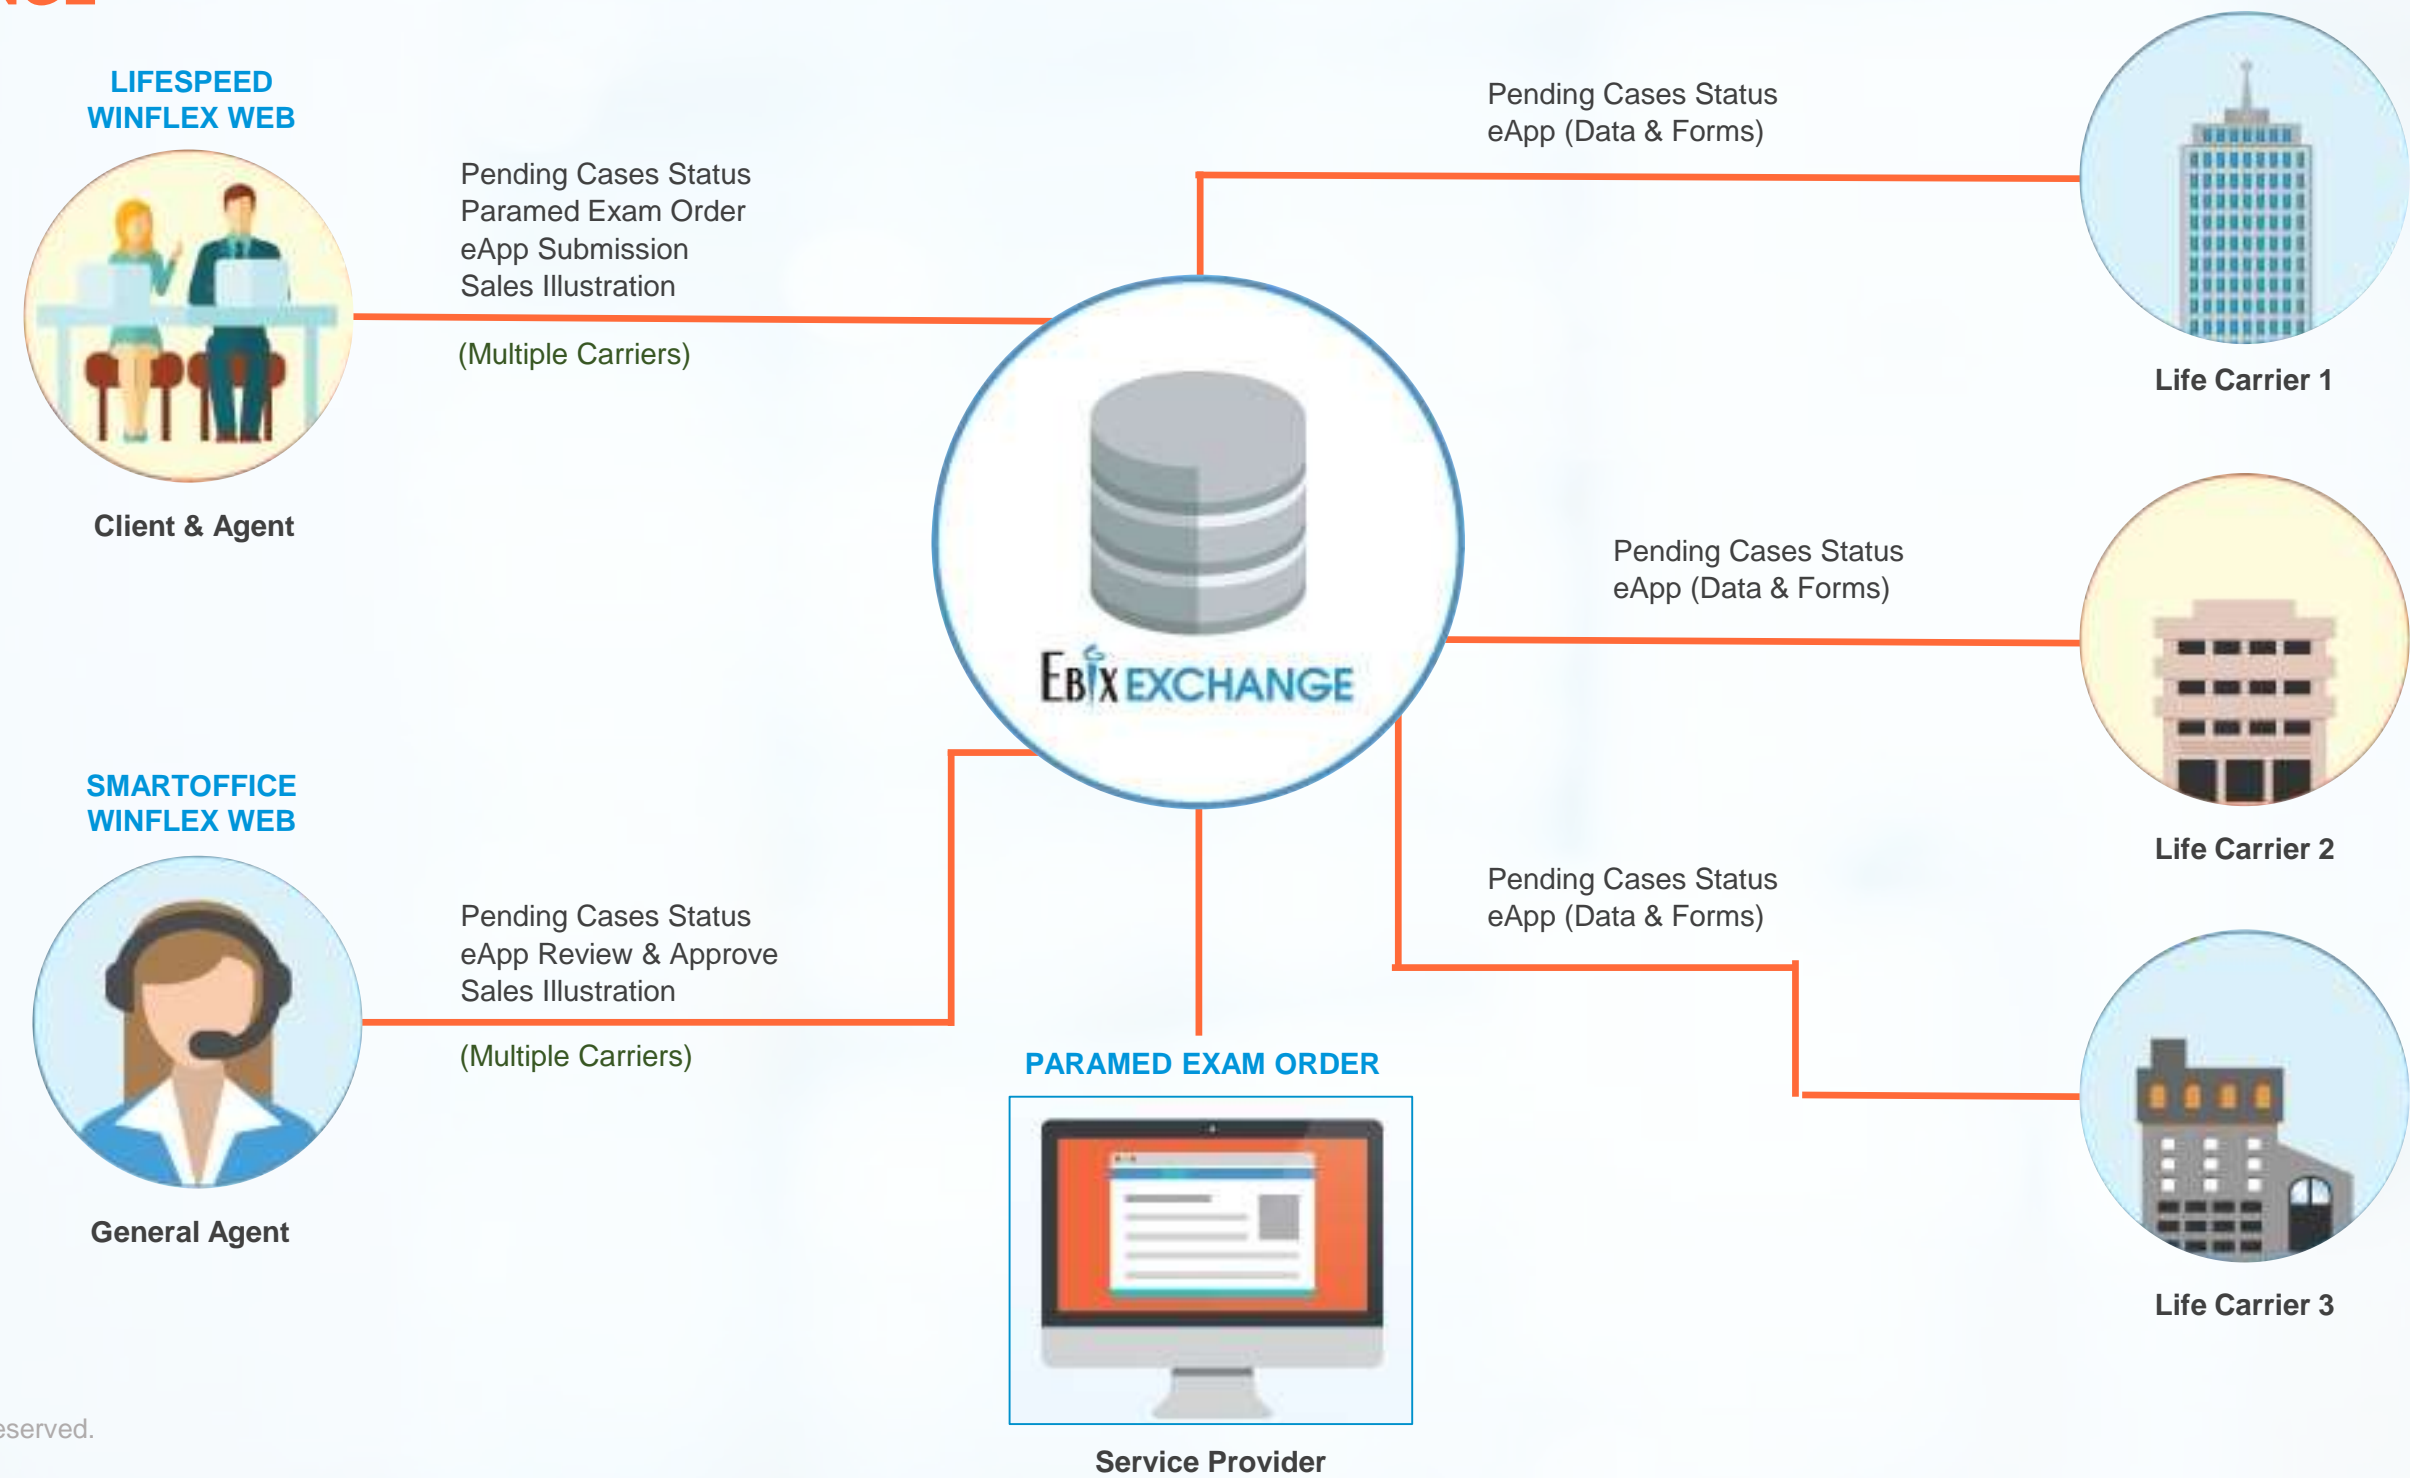 LIFESPEED
WINFLEX WEB
Pending Cases Status
Paramed Exam Order
eApp Submission
Sales Illustration
(Multiple Carriers)
Client & Agent
Pending Cases Status
eApp (Data & Forms)
Life Carrier 1
EBIX EXCHANGE
Pending Cases Status
eApp (Data & Forms)
Life Carrier 2
SMARTOFFICE
WINFLEX WEB
Pending Cases Status
eApp Review & Approve
Sales Illustration
(Multiple Carriers)
General Agent
Pending Cases Status
eApp (Data & Forms)
Life Carrier 3
PARAMED EXAM ORDER
Service Provider
eserved.